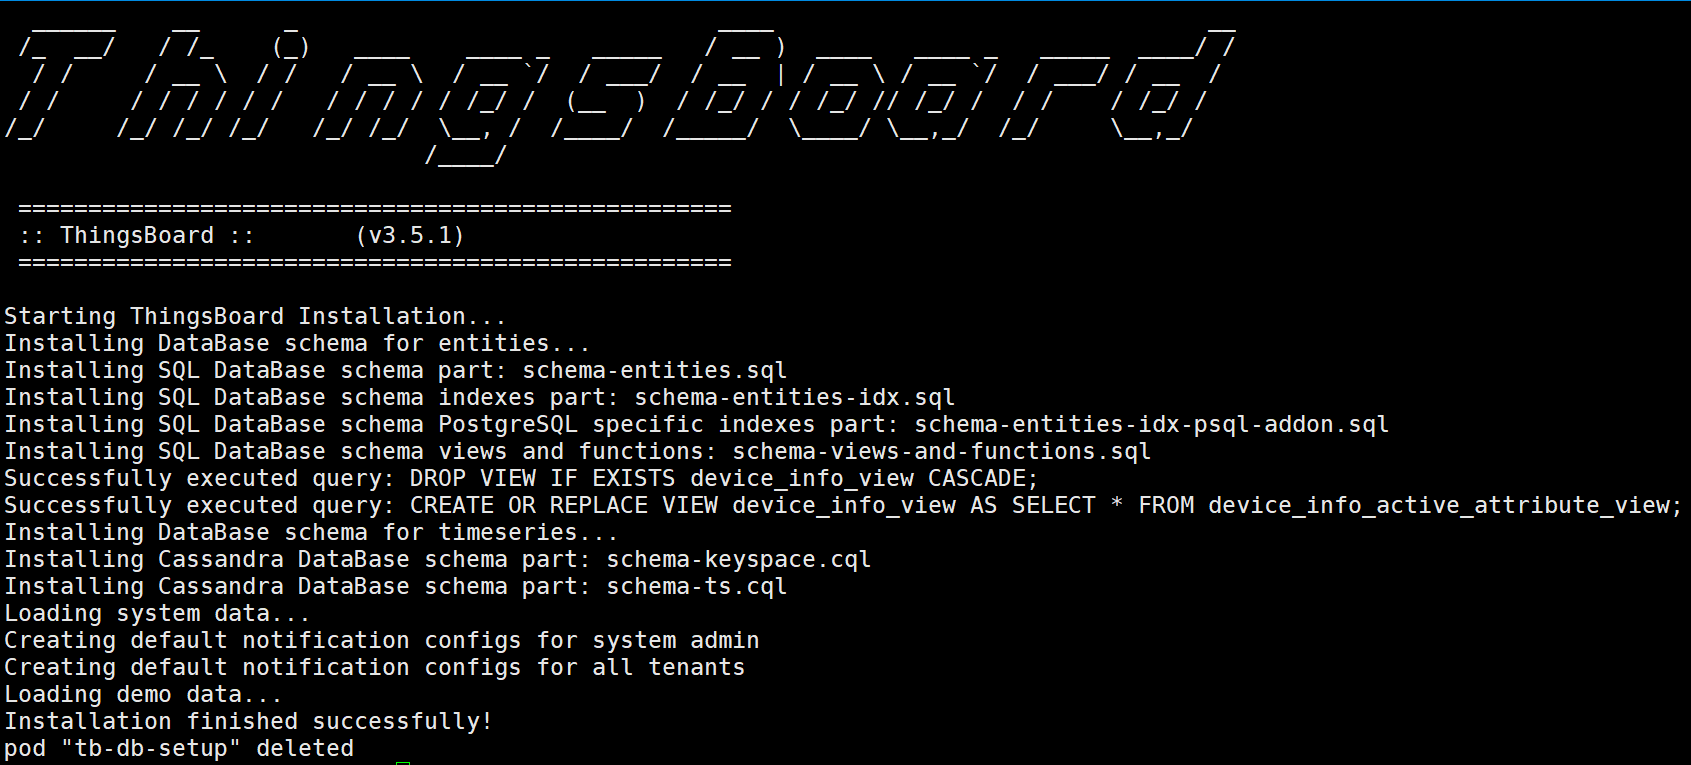 ThingsBoard
===================================================
:: ThingsBoard ::       (v3.5.1)
===================================================
Starting ThingsBoard Installation...
Installing DataBase schema for entities...
Installing SQL DataBase schema part: schema-entities.sql
Installing SQL DataBase schema indexes part: schema-entities-idx.sql
Installing SQL DataBase schema PostgreSQL specific indexes part: schema-entities-idx-psql-addon.sql
Installing SQL DataBase schema views and functions: schema-views-and-functions.sql
Successfully executed query: DROP VIEW IF EXISTS device_info_view CASCADE;
Successfully executed query: CREATE OR REPLACE VIEW device_info_view AS SELECT * FROM device_info_active_attribute_view;
Installing DataBase schema for timeseries...
Installing Cassandra DataBase schema part: schema-keyspace.cql
Installing Cassandra DataBase schema part: schema-ts.cql
Loading system data...
Creating default notification configs for system admin
Creating default notification configs for all tenants
Loading demo data...
Installation finished successfully!
pod "tb-db-setup" deleted